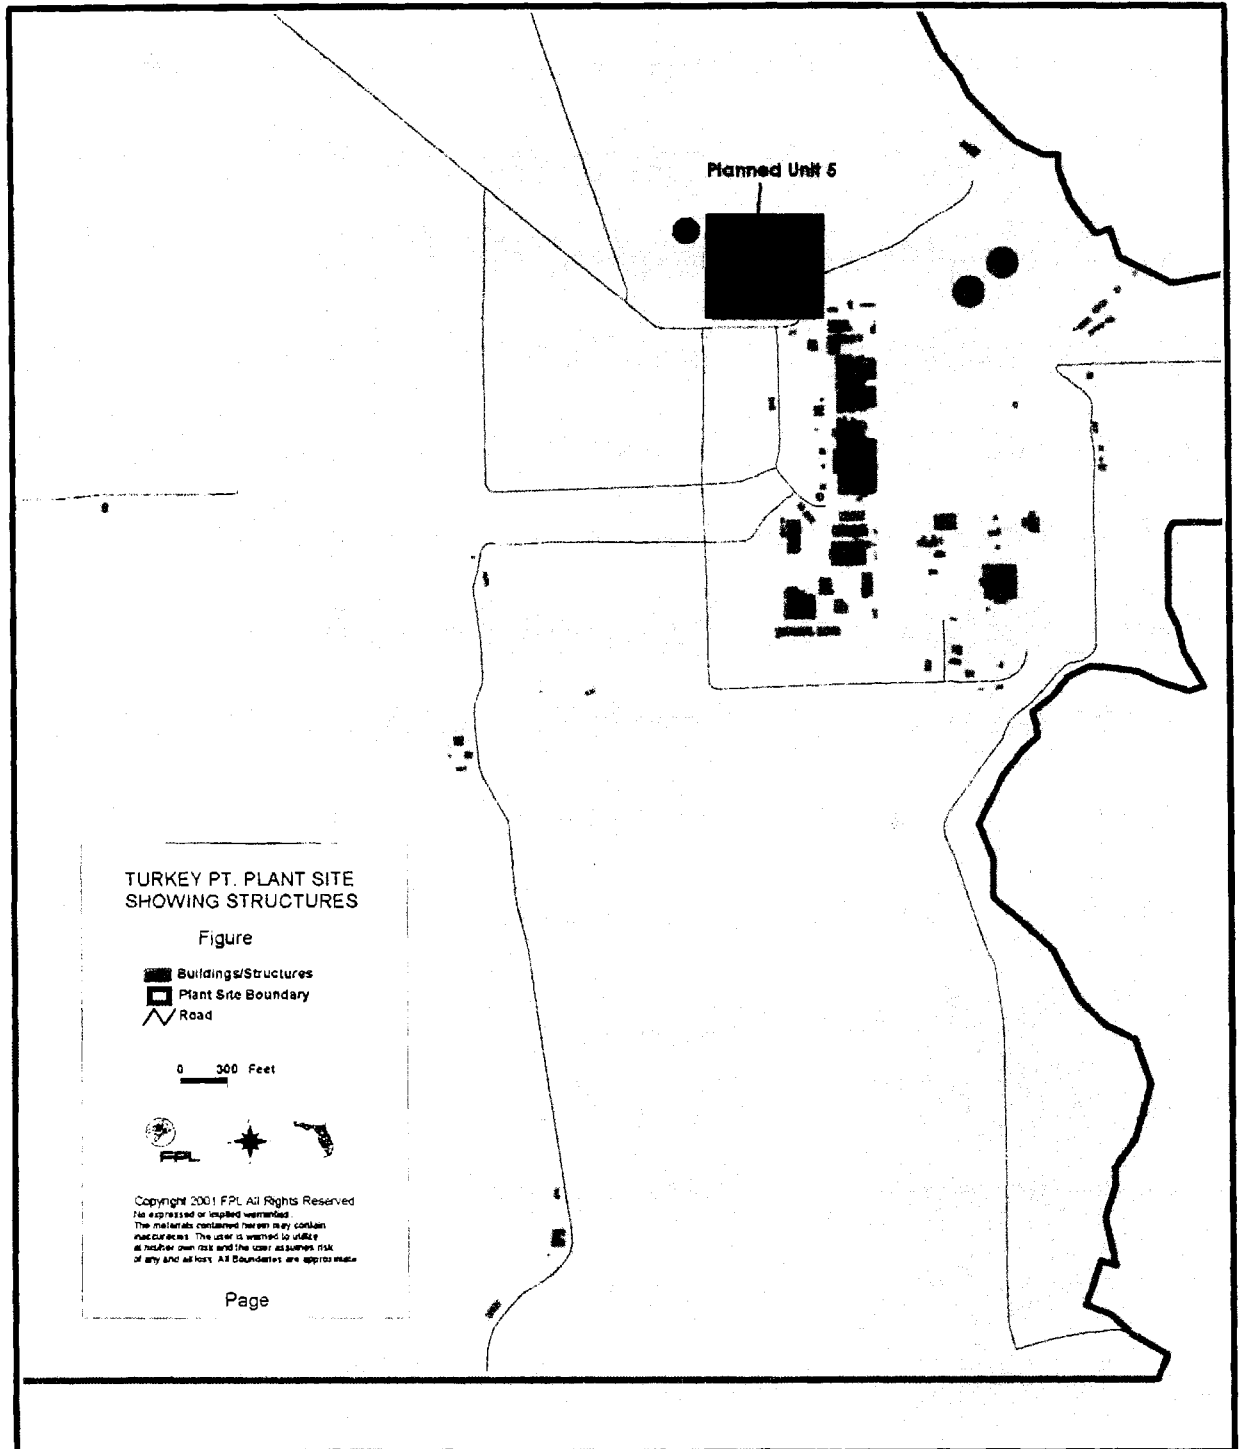 Planned Unit 5
TURKEY PT. PLANT SITE
SHOWING STRUCTURES
Figure
Buildings/Structures
Plant Site Boundary
Road
0 300 Feet
FPL
Copyright 2001 FPL All Rights Reserved
No expressed or implied warranties.
The materials contained herein may contain
inaccuracies. The user is warned to utilize
at his/her own risk and the user assumes risk
of any and all loss. All Boundaries are approximate
Page